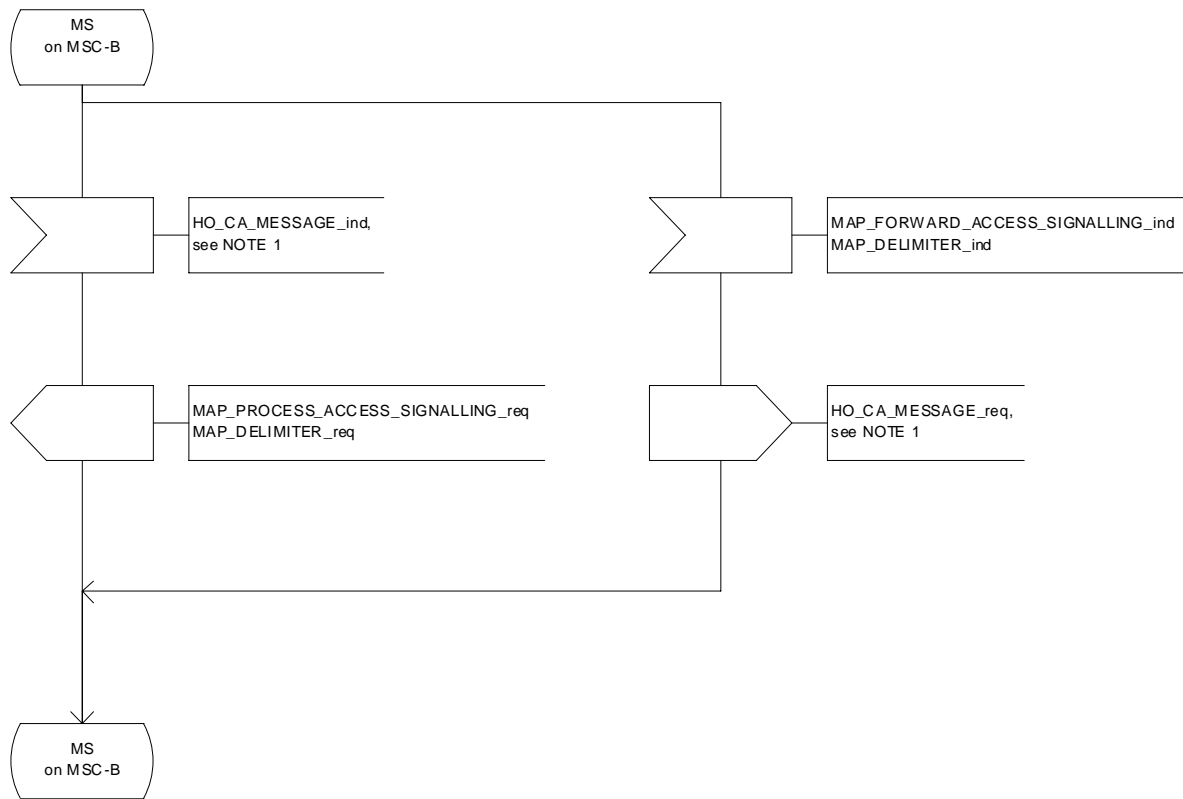 MS
on MSC-B
HO_CA_MESSAGE_ind,
see NOTE 1
MAP_FORWARD_ACCESS_SIGNALLING_ind
MAP_DELIMITER_ind
MAP_PROCESS_ACCESS_SIGNALLING_req
MAP_DELIMITER_req
HO_CA_MESSAGE_req,
see NOTE 1
MS
on MSC-B